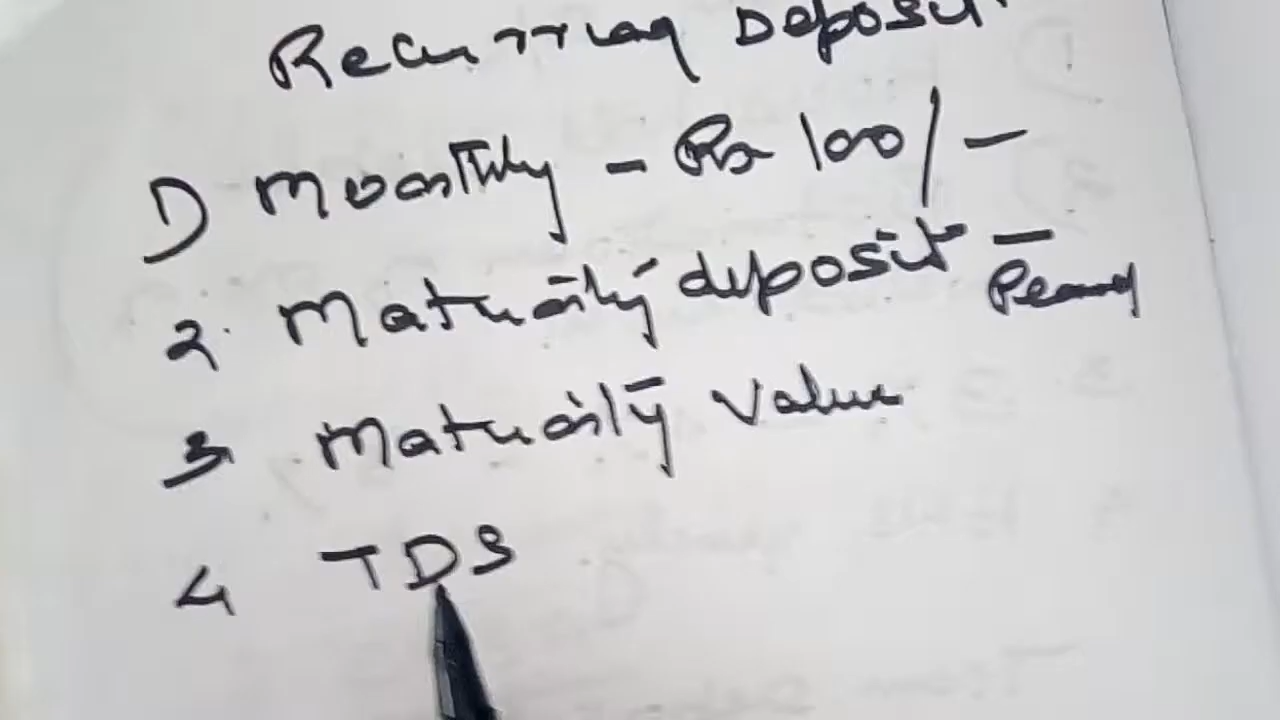 Recurring Deposit
1) Monthly - Rs 100/-
2. Maturity deposit -
3 Maturity Value
4 TDS